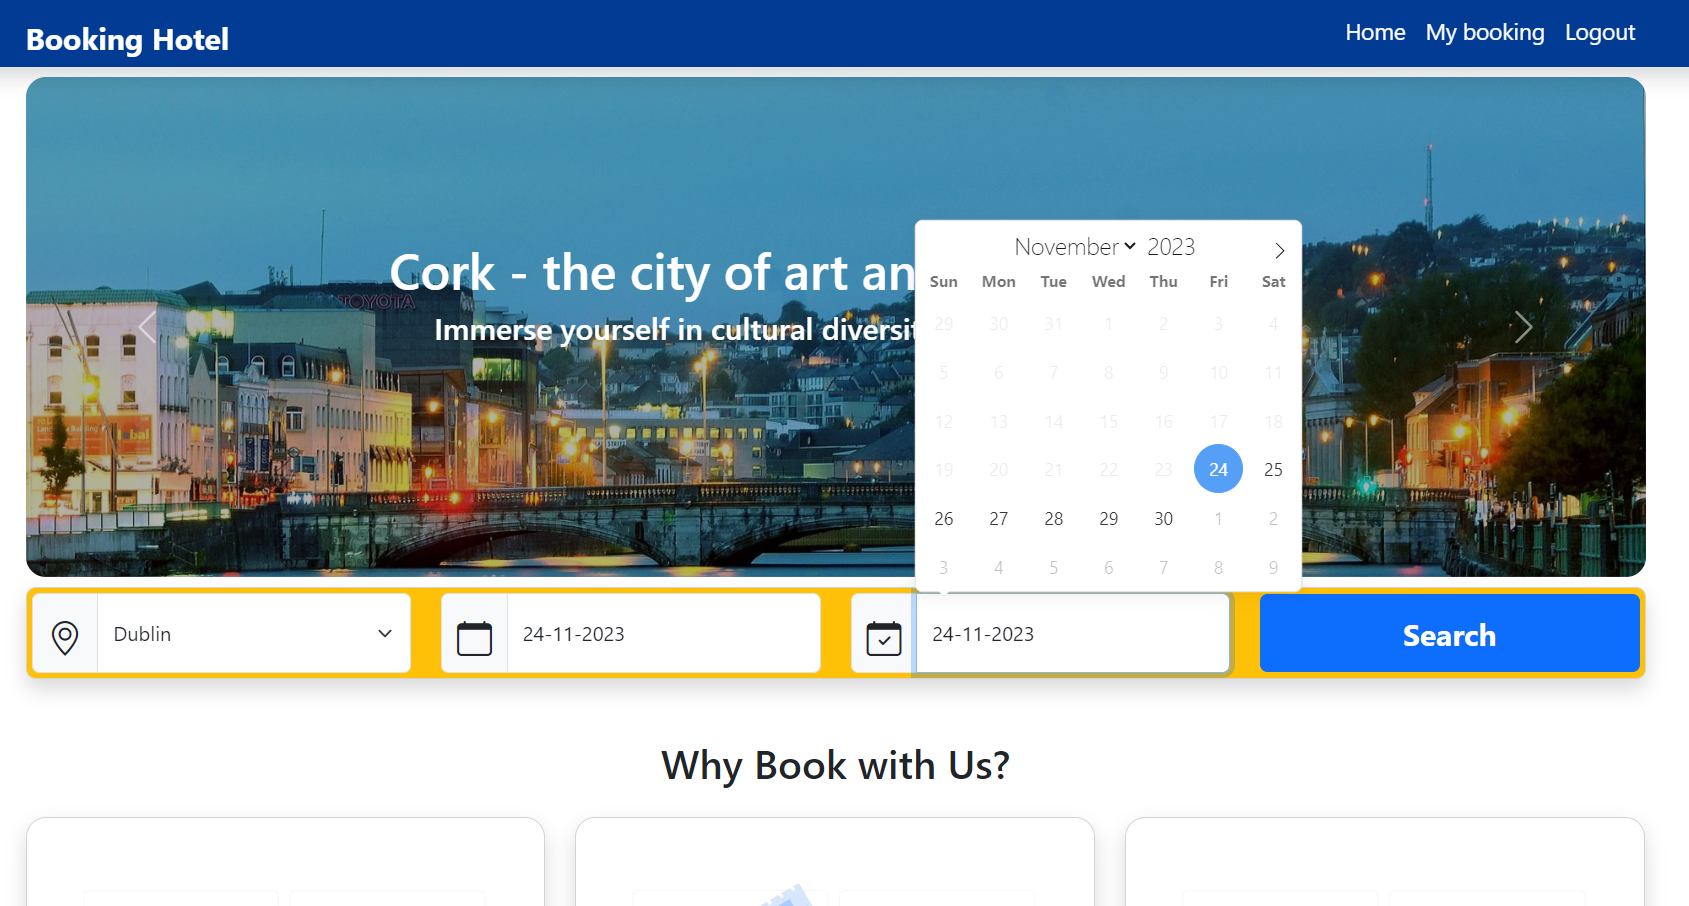 Booking Hotel
Home My booking Logout
Cork - the city of art an
Immerse yourself in cultural diversit
TOYOTA
November 2023
Sun Mon Tue Wed Thu Fri Sat
29 30 31 1 2 3 4
5 6 7 8 9 10 11
12 13 14 15 16 17 18
19 20 21 22 23 24 25
26 27 28 29 30 1 2
3 4 5 6 7 8 9
Dublin
24-11-2023
24-11-2023
Search
Why Book with Us?